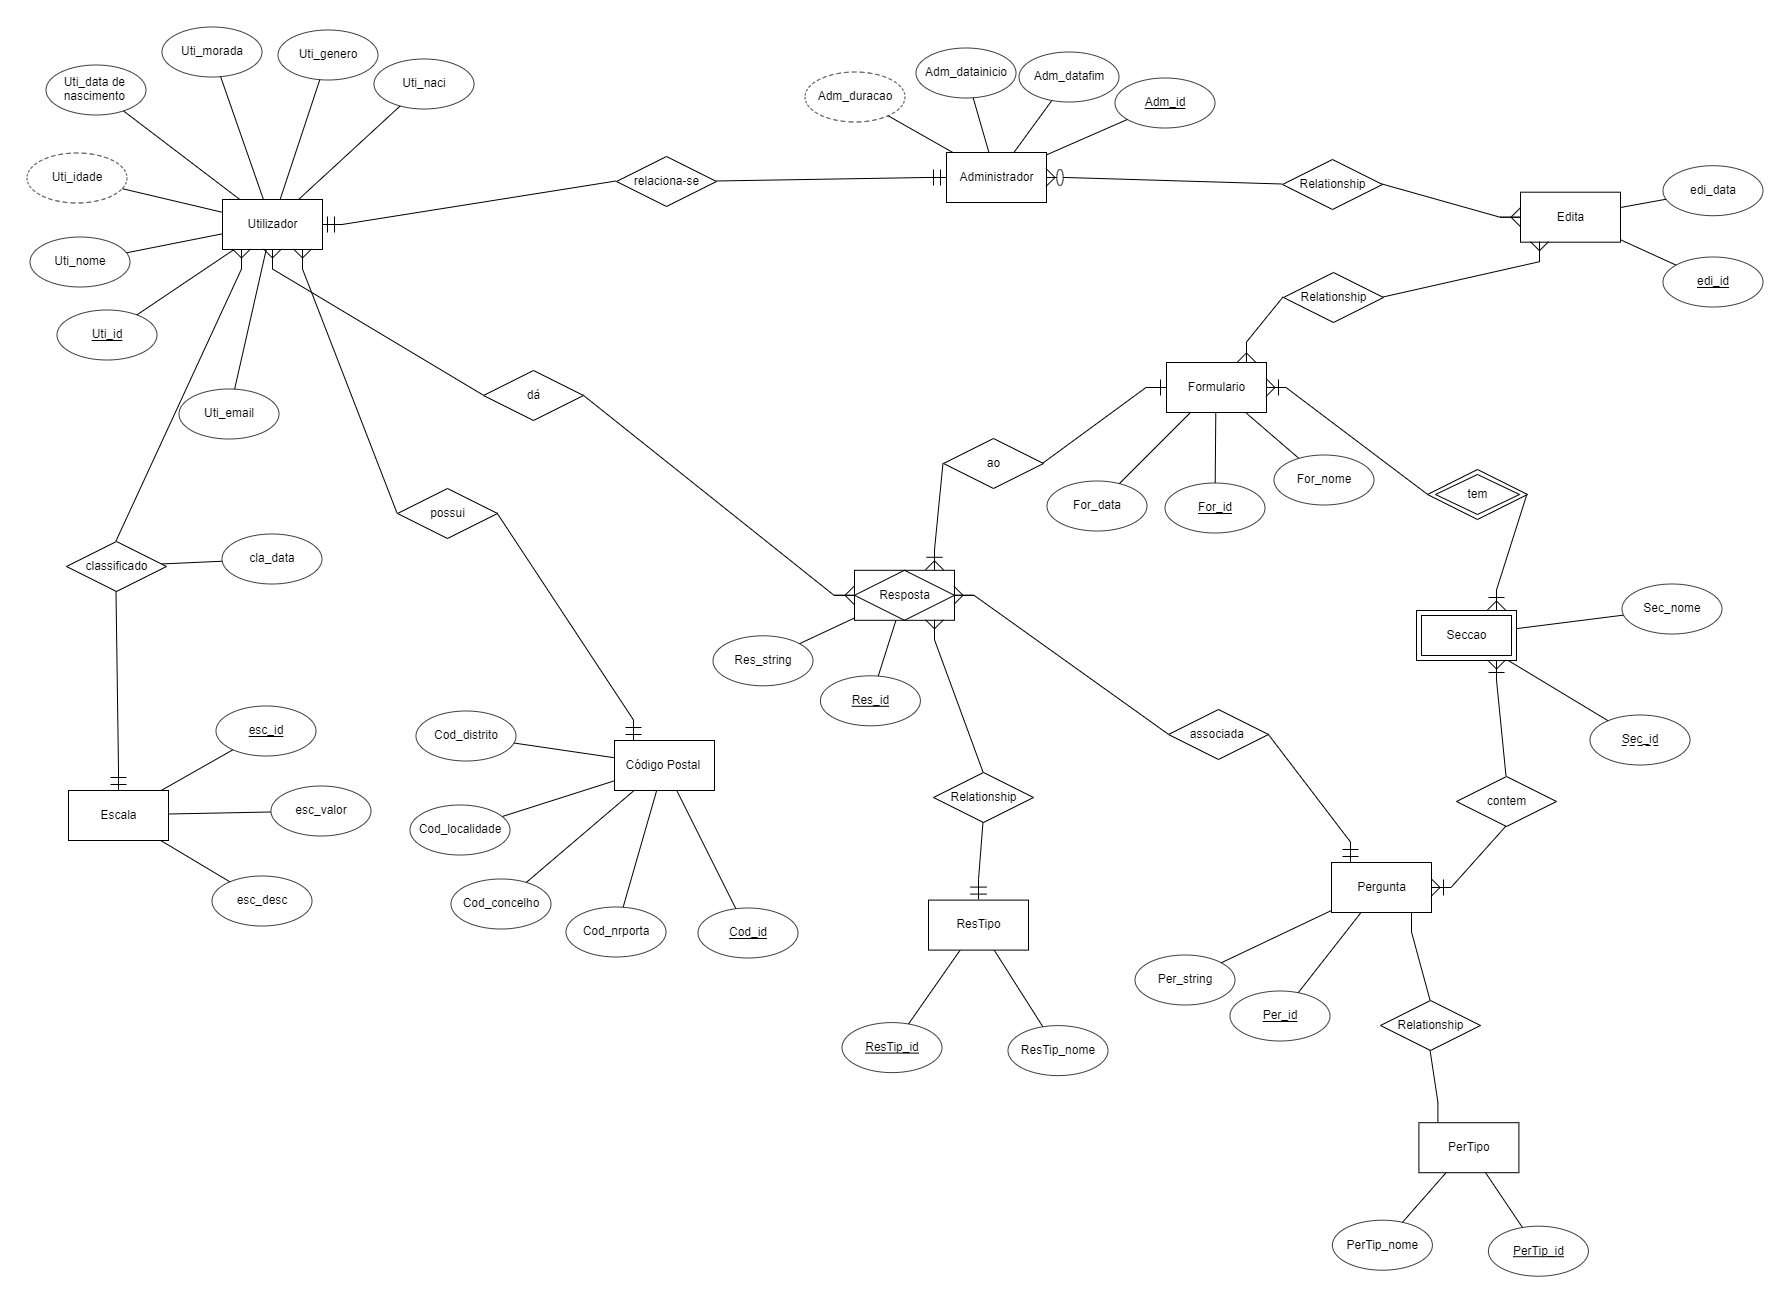 Uti_morada
Uti_genero
Uti_data de
nascimento
Uti_naci
Adm_duracao
Adm_datainicio
Adm_datafim
Adm_id
Uti_idade
relaciona-se
Administrador
Relationship
edi_data
Utilizador
Edita
Uti_nome
edi_id
Relationship
Uti_id
Formulario
dá
Uti_email
ao
For_data
For_id
For_nome
tem
possui
cla_data
classificado
Resposta
Sec_nome
Seccao
Res_string
Res_id
Sec_id
esc_id
Cod_distrito
associada
Código Postal
Relationship
contem
Escala
esc_valor
Cod_localidade
Pergunta
esc_desc
Cod_concelho
Cod_nrporta
Cod_id
ResTipo
Per_string
Per_id
Relationship
ResTip_id
ResTip_nome
PerTipo
PerTip_nome
PerTip_id